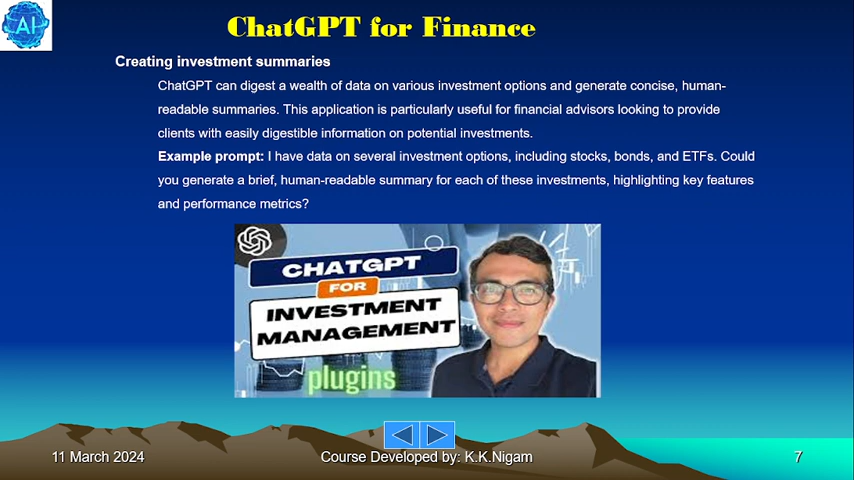 AI
ChatGPT for Finance
Creating investment summaries
ChatGPT can digest a wealth of data on various investment options and generate concise, human-
readable summaries. This application is particularly useful for financial advisors looking to provide
clients with easily digestible information on potential investments.
Example prompt: I have data on several investment options, including stocks, bonds, and ETFs. Could
you generate a brief, human-readable summary for each of these investments, highlighting key features
and performance metrics?
CHATGPT
FOR
INVESTMENT
MANAGEMENT
plugins
11 March 2024
Course Developed by: K.K.Nigam
7